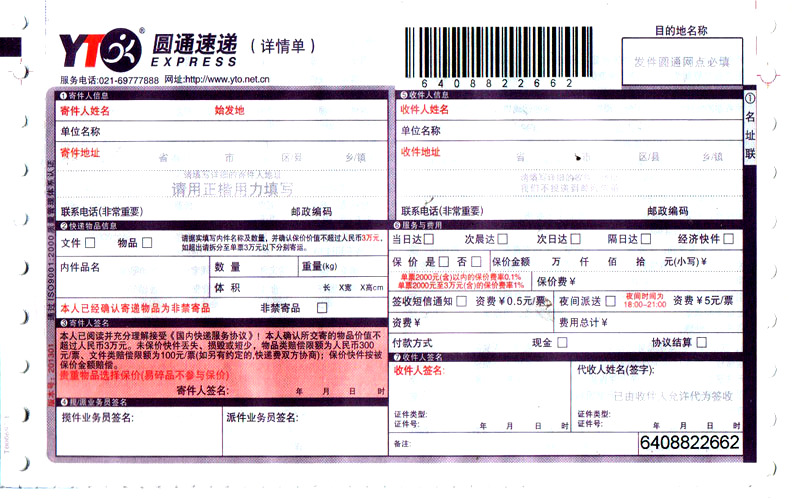 YTO® 圆通速递 EXPRESS (详情单)
服务电话:021-69777888 网址:http://www.yto.net.cn
6408822662
目的地名称
发件圆通网点必填
①名址联
❶寄件人信息
寄件人姓名 始发地
单位名称
寄件地址 省 市 区/县 乡/镇
请填写详细的寄件人地址
请用正楷用力填写
联系电话(非常重要) 邮政编码
❷快递物品信息
文件 □ 物品 □ 请据实填写内件名称及数量，并确认保价价值不超过人民币3万元，
如超出请拆分至单票3万元以下分别寄运。
内件品名 数 量 重量(kg)
体 积 长 X宽 X高cm
本人已经确认寄递物品为非禁寄品 非禁寄品 □
❸寄件人签名
本人已阅读并充分理解接受《国内快递服务协议》！本人确认所交寄的物品价值不
超过人民币3万元。未保价快件丢失、损毁或短少，物品类赔偿限额为人民币300
元/票、文件类赔偿限额为100元/票(如另有约定的,快递费双方协商)；保价快件按被
保价金额赔偿。
贵重物品选择保价(易碎品不参与保价)
寄件人签名: 年 月 日 时
❹揽/派业务员签名
揽件业务员签名: 派件业务员签名:
❺收件人信息
收件人姓名
单位名称
收件地址 省 市 区/县 乡/镇
联系电话(非常重要) 邮政编码
❻服务与费用
当日达 □ 次晨达 □ 次日达 □ 隔日达 □ 经济快件 □
保 价 是 □ 否 □ 保价金额 万 仟 佰 拾 元(小写)¥
单票2000元(含)以内的保价费率0.1%
单票2000元至3万元(含)的保价费率1%
保价费¥
签收短信通知 □ 资费¥0.5元/票 夜间派送 □ 夜间时间为
18:00~21:00 资费¥5元/票
资费¥ 费用总计¥
付款方式 现金 □ 协议结算 □
❼收件人签名
收件人签名: 代收人姓名(签字):
已由收件人允许代为签收
证件类型: 证件类型:
证件号: 年 月 日 时 证件号: 年 月 日 时
备注: 6408822662
版本号: 201301 通过ISO9001:2000质量管理体系认证